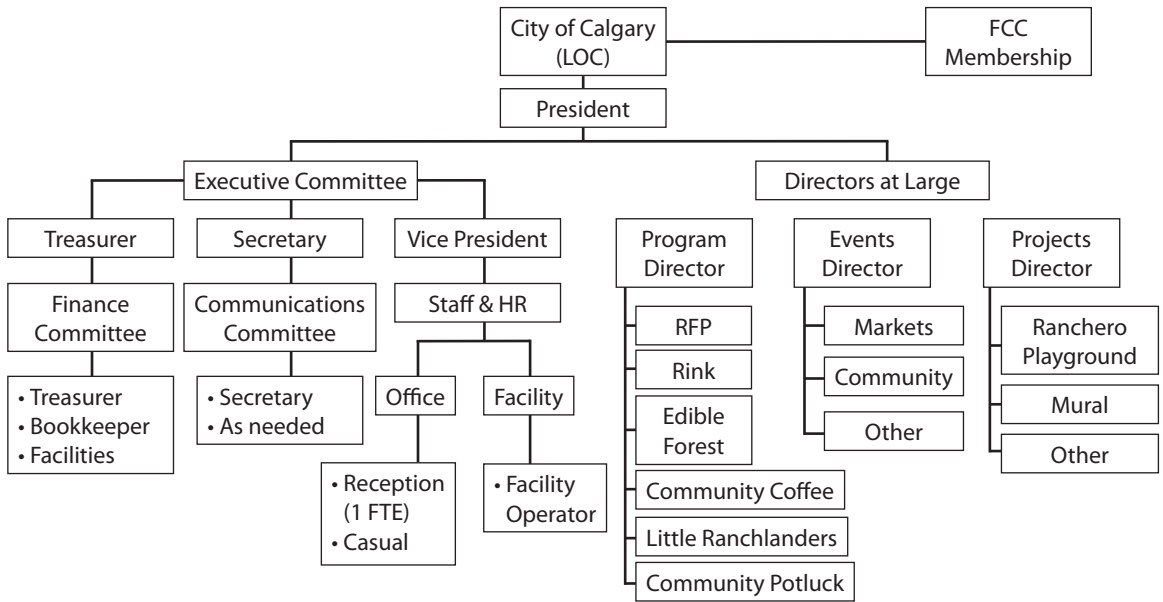 City of Calgary
(LOC)
FCC
Membership
President
Executive Committee
Directors at Large
Treasurer
Secretary
Vice President
Program
Director
Events
Director
Projects
Director
Finance
Committee
Communications
Committee
Staff & HR
RFP
Rink
Edible
Forest
Community Coffee
Little Ranchlanders
Community Potluck
Markets
Community
Other
Ranchero
Playground
Mural
Other
• Treasurer
• Bookkeeper
• Facilities
• Secretary
• As needed
Office
Facility
• Reception
(1 FTE)
• Casual
• Facility
Operator